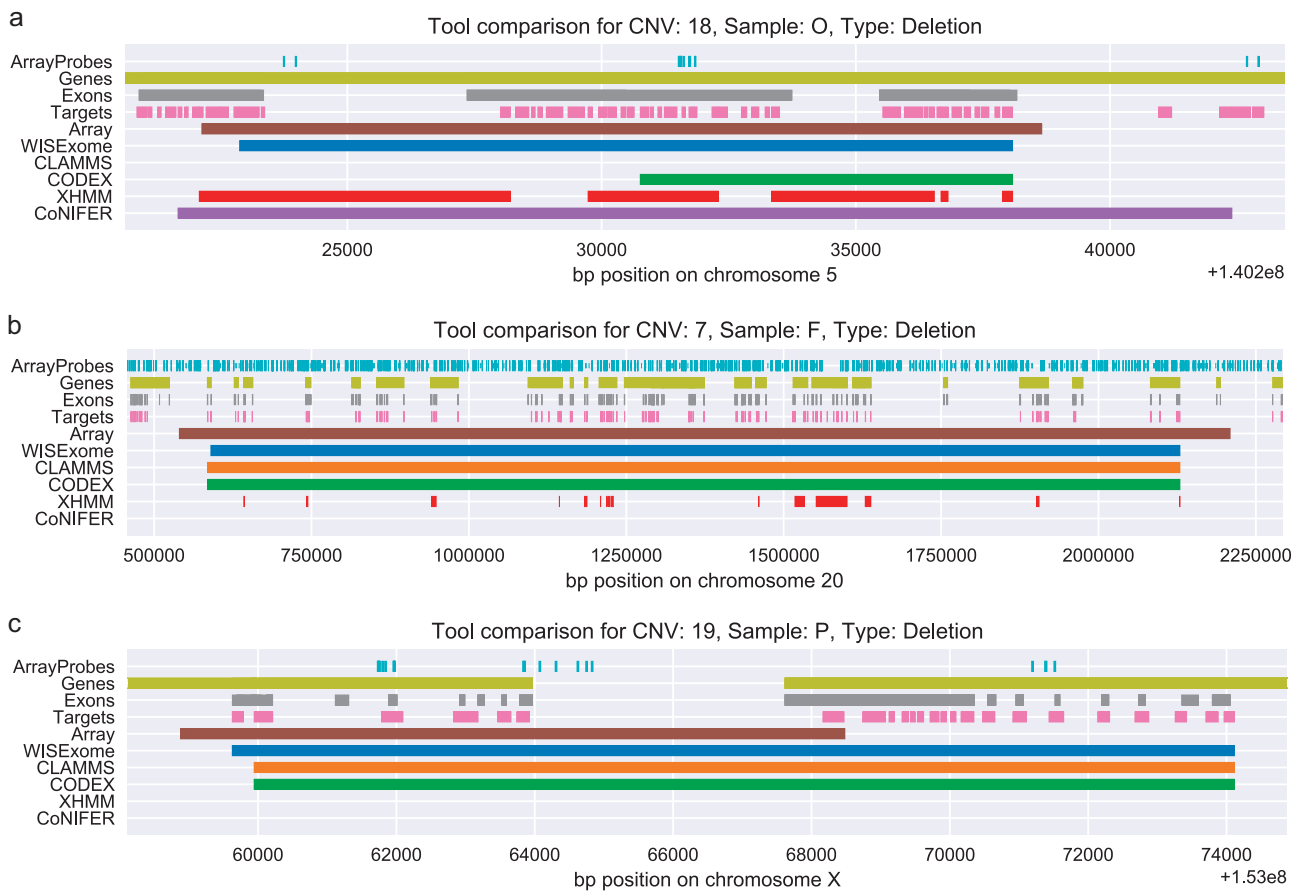 a
Tool comparison for CNV: 18, Sample: O, Type: Deletion
ArrayProbes
Genes
Exons
Targets
Array
WISExome
CLAMMS
CODEX
XHMM
CoNIFER
25000 30000 35000 40000
bp position on chromosome 5
+1.402e8
b
Tool comparison for CNV: 7, Sample: F, Type: Deletion
ArrayProbes
Genes
Exons
Targets
Array
WISExome
CLAMMS
CODEX
XHMM
CoNIFER
500000 750000 1000000 1250000 1500000 1750000 2000000 2250000
bp position on chromosome 20
c
Tool comparison for CNV: 19, Sample: P, Type: Deletion
ArrayProbes
Genes
Exons
Targets
Array
WISExome
CLAMMS
CODEX
XHMM
CoNIFER
60000 62000 64000 66000 68000 70000 72000 74000
bp position on chromosome X
+1.53e8